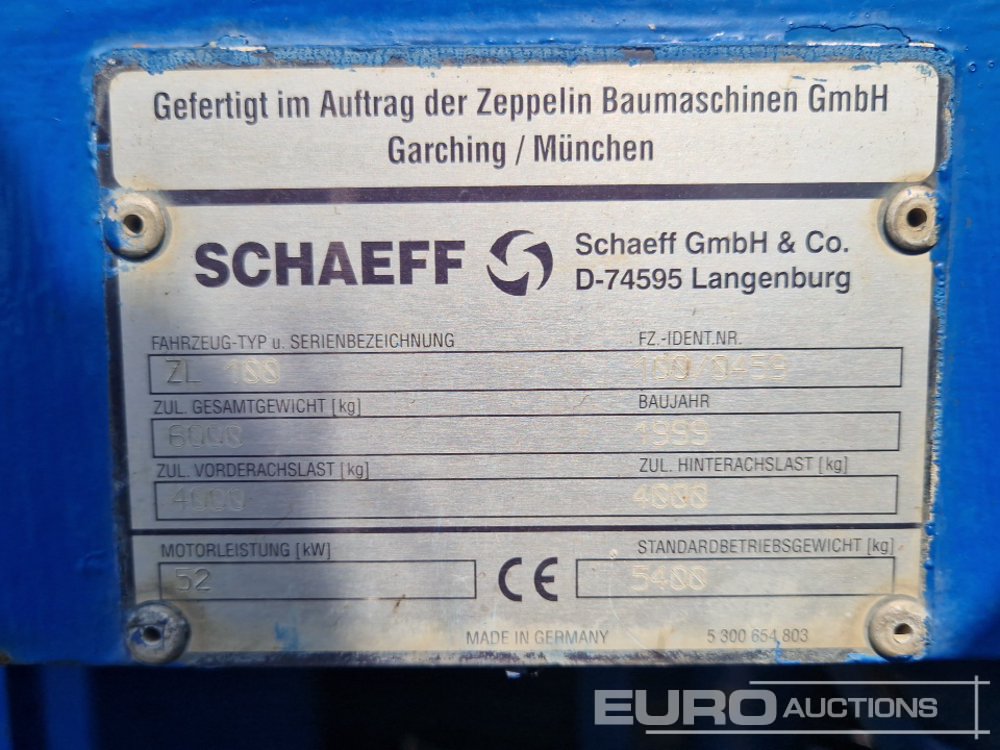 Gefertigt im Auftrag der Zeppelin Baumaschinen GmbH
Garching / München
SCHAEFF
Schaeff GmbH & Co.
D-74595 Langenburg
FAHRZEUG-TYP u. SERIENBEZEICHNUNG FZ.-IDENT.NR.
ZL 100 100/0459
ZUL. GESAMTGEWICHT [kg] BAUJAHR
6000 1999
ZUL. VORDERACHSLAST [kg] ZUL. HINTERACHSLAST [kg]
4000 4000
MOTORLEISTUNG [kW] STANDARDBETRIEBSGEWICHT [kg]
52 CE 5400
MADE IN GERMANY 5 300 654 803
EURO AUCTIONS